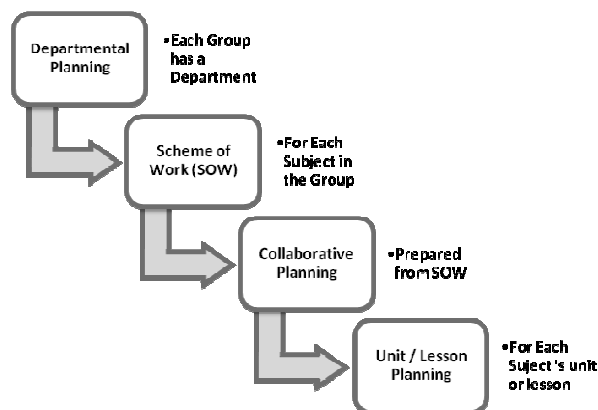 Departmental
Planning
•Each Group
has a
Department
Scheme of
Work (SOW)
•For Each
Subject in
the Group
Collaborative
Planning
•Prepared
from SOW
Unit / Lesson
Planning
•For Each
Suject 's unit
or lesson